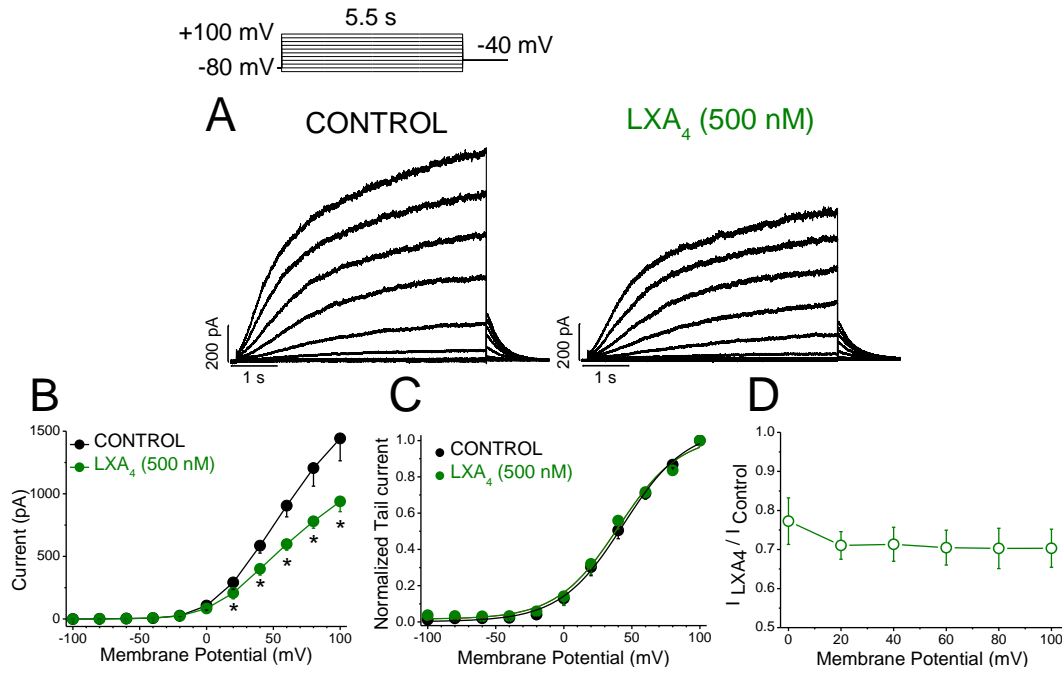 5.5 s
+100 mV
-40 mV
-80 mV
A
CONTROL
LXA4 (500 nM)
200 pA
1 s
200 pA
1 s
B
CONTROL
LXA4 (500 nM)
Current (pA)
1500
1000
500
0
*
*
*
*
*
-100
-50
0
50
100
Membrane Potential (mV)
C
CONTROL
LXA4 (500 nM)
Normalized Tail current
1.0
0.8
0.6
0.4
0.2
0.0
-100
-50
0
50
100
Membrane Potential (mV)
D
I LXA4 / I Control
1.0
0.9
0.8
0.7
0.6
0.5
0
20
40
60
80
100
Membrane Potential (mV)